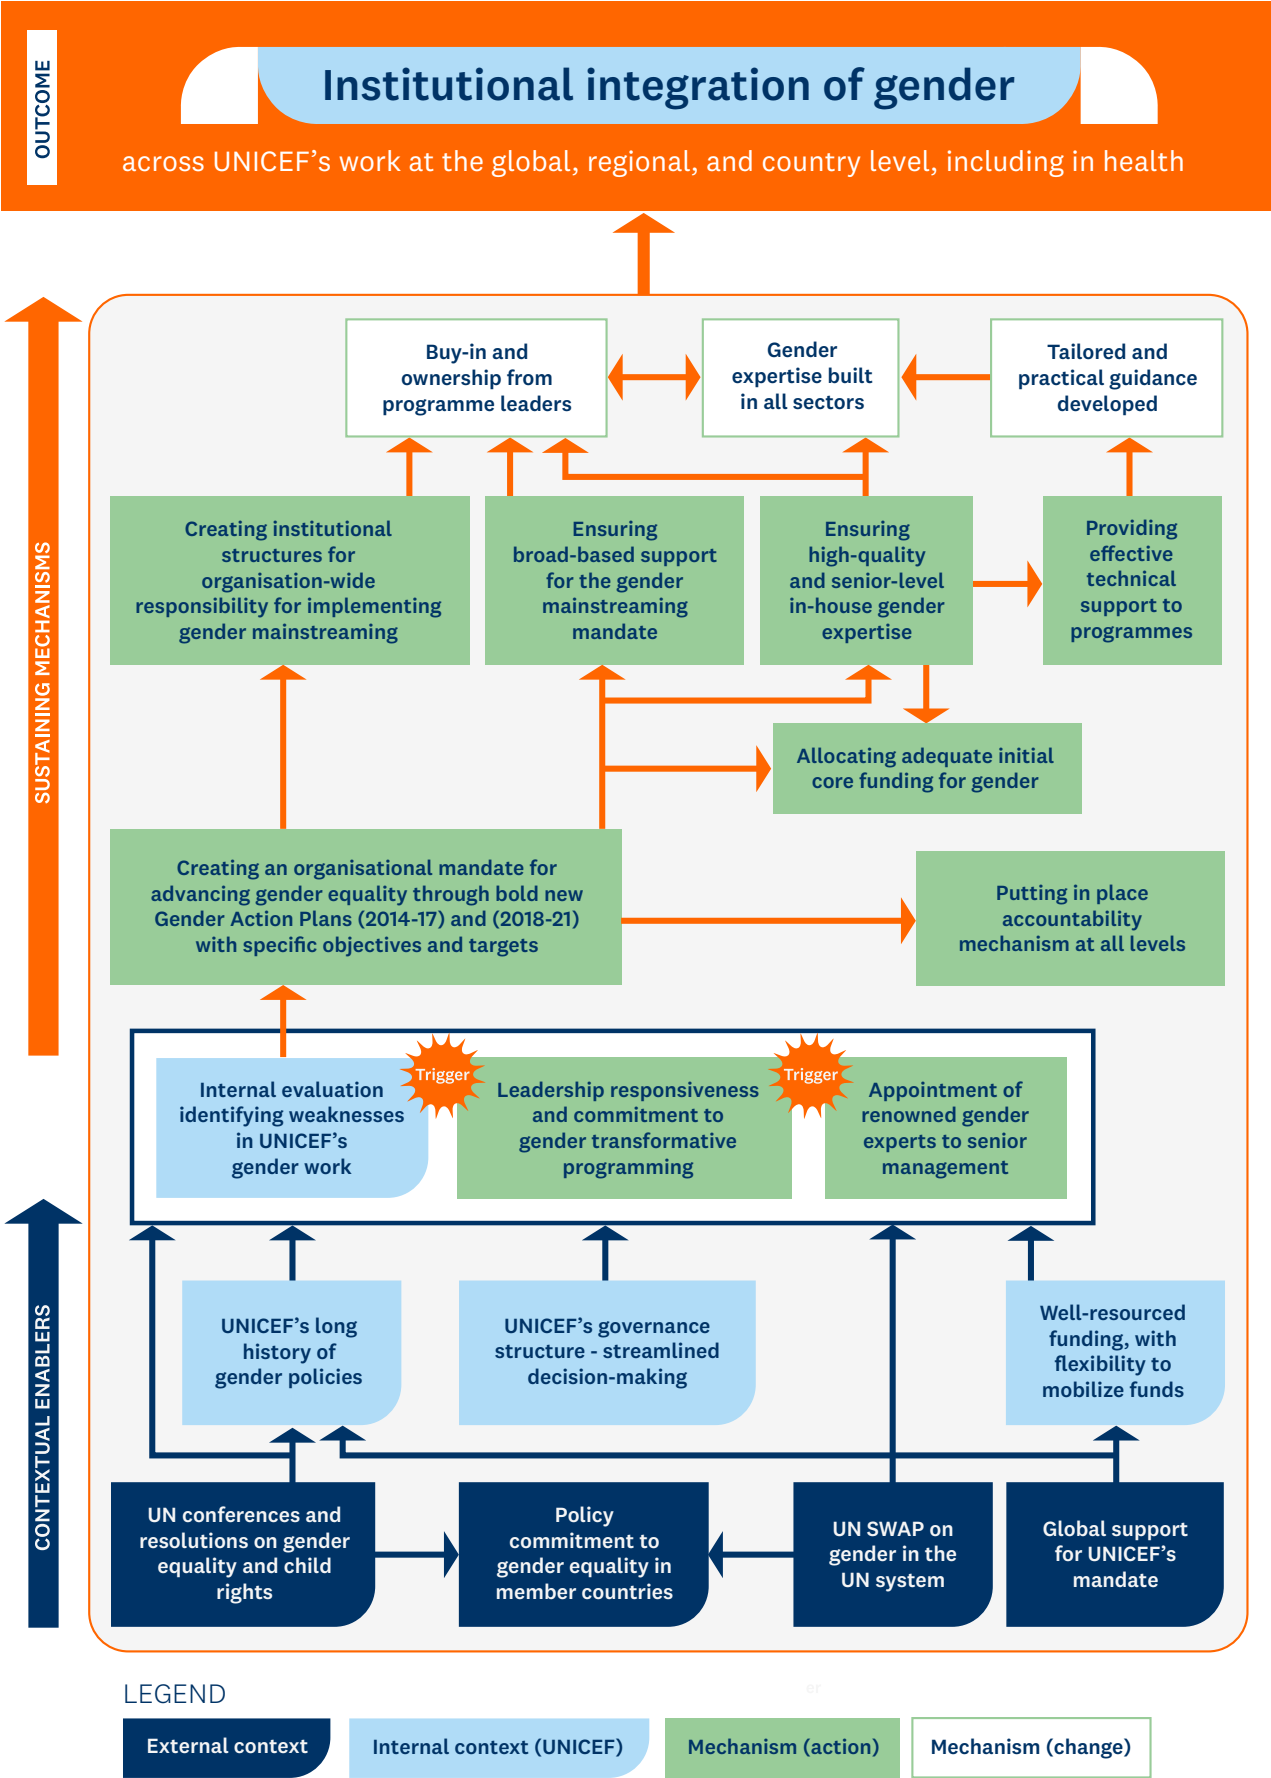 OUTCOME
Institutional integration of gender
across UNICEF’s work at the global, regional, and country level, including in health
SUSTAINING MECHANISMS
Buy-in and
ownership from
programme leaders
Gender
expertise built
in all sectors
Tailored and
practical guidance
developed
Creating institutional
structures for
organisation-wide
responsibility for implementing
gender mainstreaming
Ensuring
broad-based support
for the gender
mainstreaming
mandate
Ensuring
high-quality
and senior-level
in-house gender
expertise
Providing
effective
technical
support to
programmes
Allocating adequate initial
core funding for gender
Creating an organisational mandate for
advancing gender equality through bold new
Gender Action Plans (2014-17) and (2018-21)
with specific objectives and targets
Putting in place
accountability
mechanism at all levels
Internal evaluation
identifying weaknesses
in UNICEF’s
gender work
Trigger
Leadership responsiveness
and commitment to
gender transformative
programming
Trigger
Appointment of
renowned gender
experts to senior
management
CONTEXTUAL ENABLERS
UNICEF’s long
history of
gender policies
UNICEF’s governance
structure - streamlined
decision-making
Well-resourced
funding, with
flexibility to
mobilize funds
UN conferences and
resolutions on gender
equality and child
rights
Policy
commitment to
gender equality in
member countries
UN SWAP on
gender in the
UN system
Global support
for UNICEF’s
mandate
LEGEND
er
External context
Internal context (UNICEF)
Mechanism (action)
Mechanism (change)